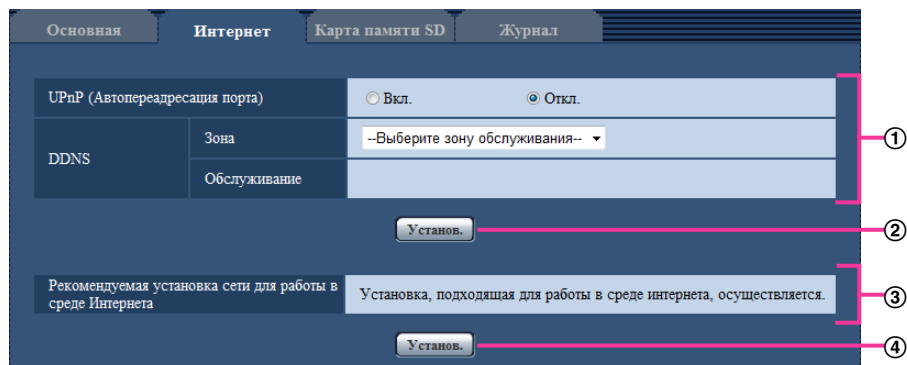 Основная Интернет Карта памяти SD Журнал
UPnP (Автопереадресация порта) Вкл. Откл.
DDNS Зона --Выберите зону обслуживания--
Обслуживание
①
Установ. ②
Рекомендуемая установка сети для работы в
среде Интернета
Установка, подходящая для работы в среде интернета, осуществляется. ③
Установ. ④